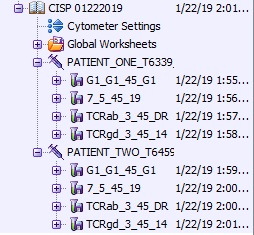 CISP 01222019 1/22/19 2:01...
Cytometer Settings
Global Worksheets
PATIENT_ONE_T6339_
G1_G1_45_G1 1/22/19 1:55...
7_5_45_19 1/22/19 1:56...
TCRab_3_45_DR 1/22/19 1:57...
TCRgd_3_45_14 1/22/19 1:58...
PATIENT_TWO_T6459
G1_G1_45_G1 1/22/19 1:59...
7_5_45_19 1/22/19 2:00...
TCRab_3_45_DR 1/22/19 2:00...
TCRgd_3_45_14 1/22/19 2:01...